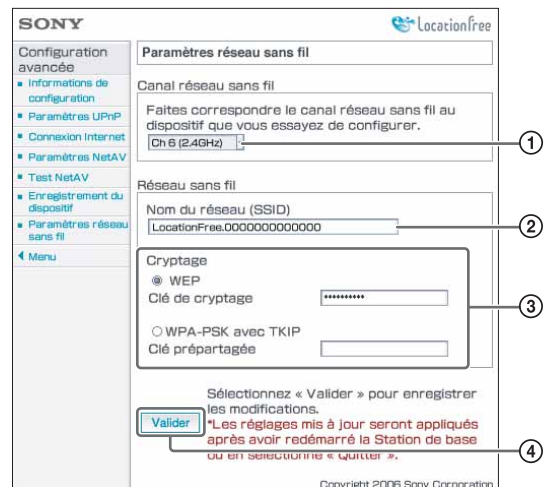 SONY
LocationFree
Configuration
avancée
Informations de
configuration
Paramètres UPnP
Connexion Internet
Paramètres NetAV
Test NetAV
Enregistrement du
dispositif
Paramètres réseau
sans fil
Menu
Paramètres réseau sans fil
Canal réseau sans fil
Faites correspondre le canal réseau sans fil au
dispositif que vous essayez de configurer.
Ch 6 (2.4GHz)
1
Réseau sans fil
Nom du réseau (SSID)
LocationFree.0000000000000
2
Cryptage
WEP
Clé de cryptage
**********
3
WPA-PSK avec TKIP
Clé prépartagée
Sélectionnez « Valider » pour enregistrer
les modifications.
Valider
*Les réglages mis à jour seront appliqués
après avoir redémarré la Station de base
ou en sélectionné « Quitter ».
4
Copyright 2006 Sony Corporation